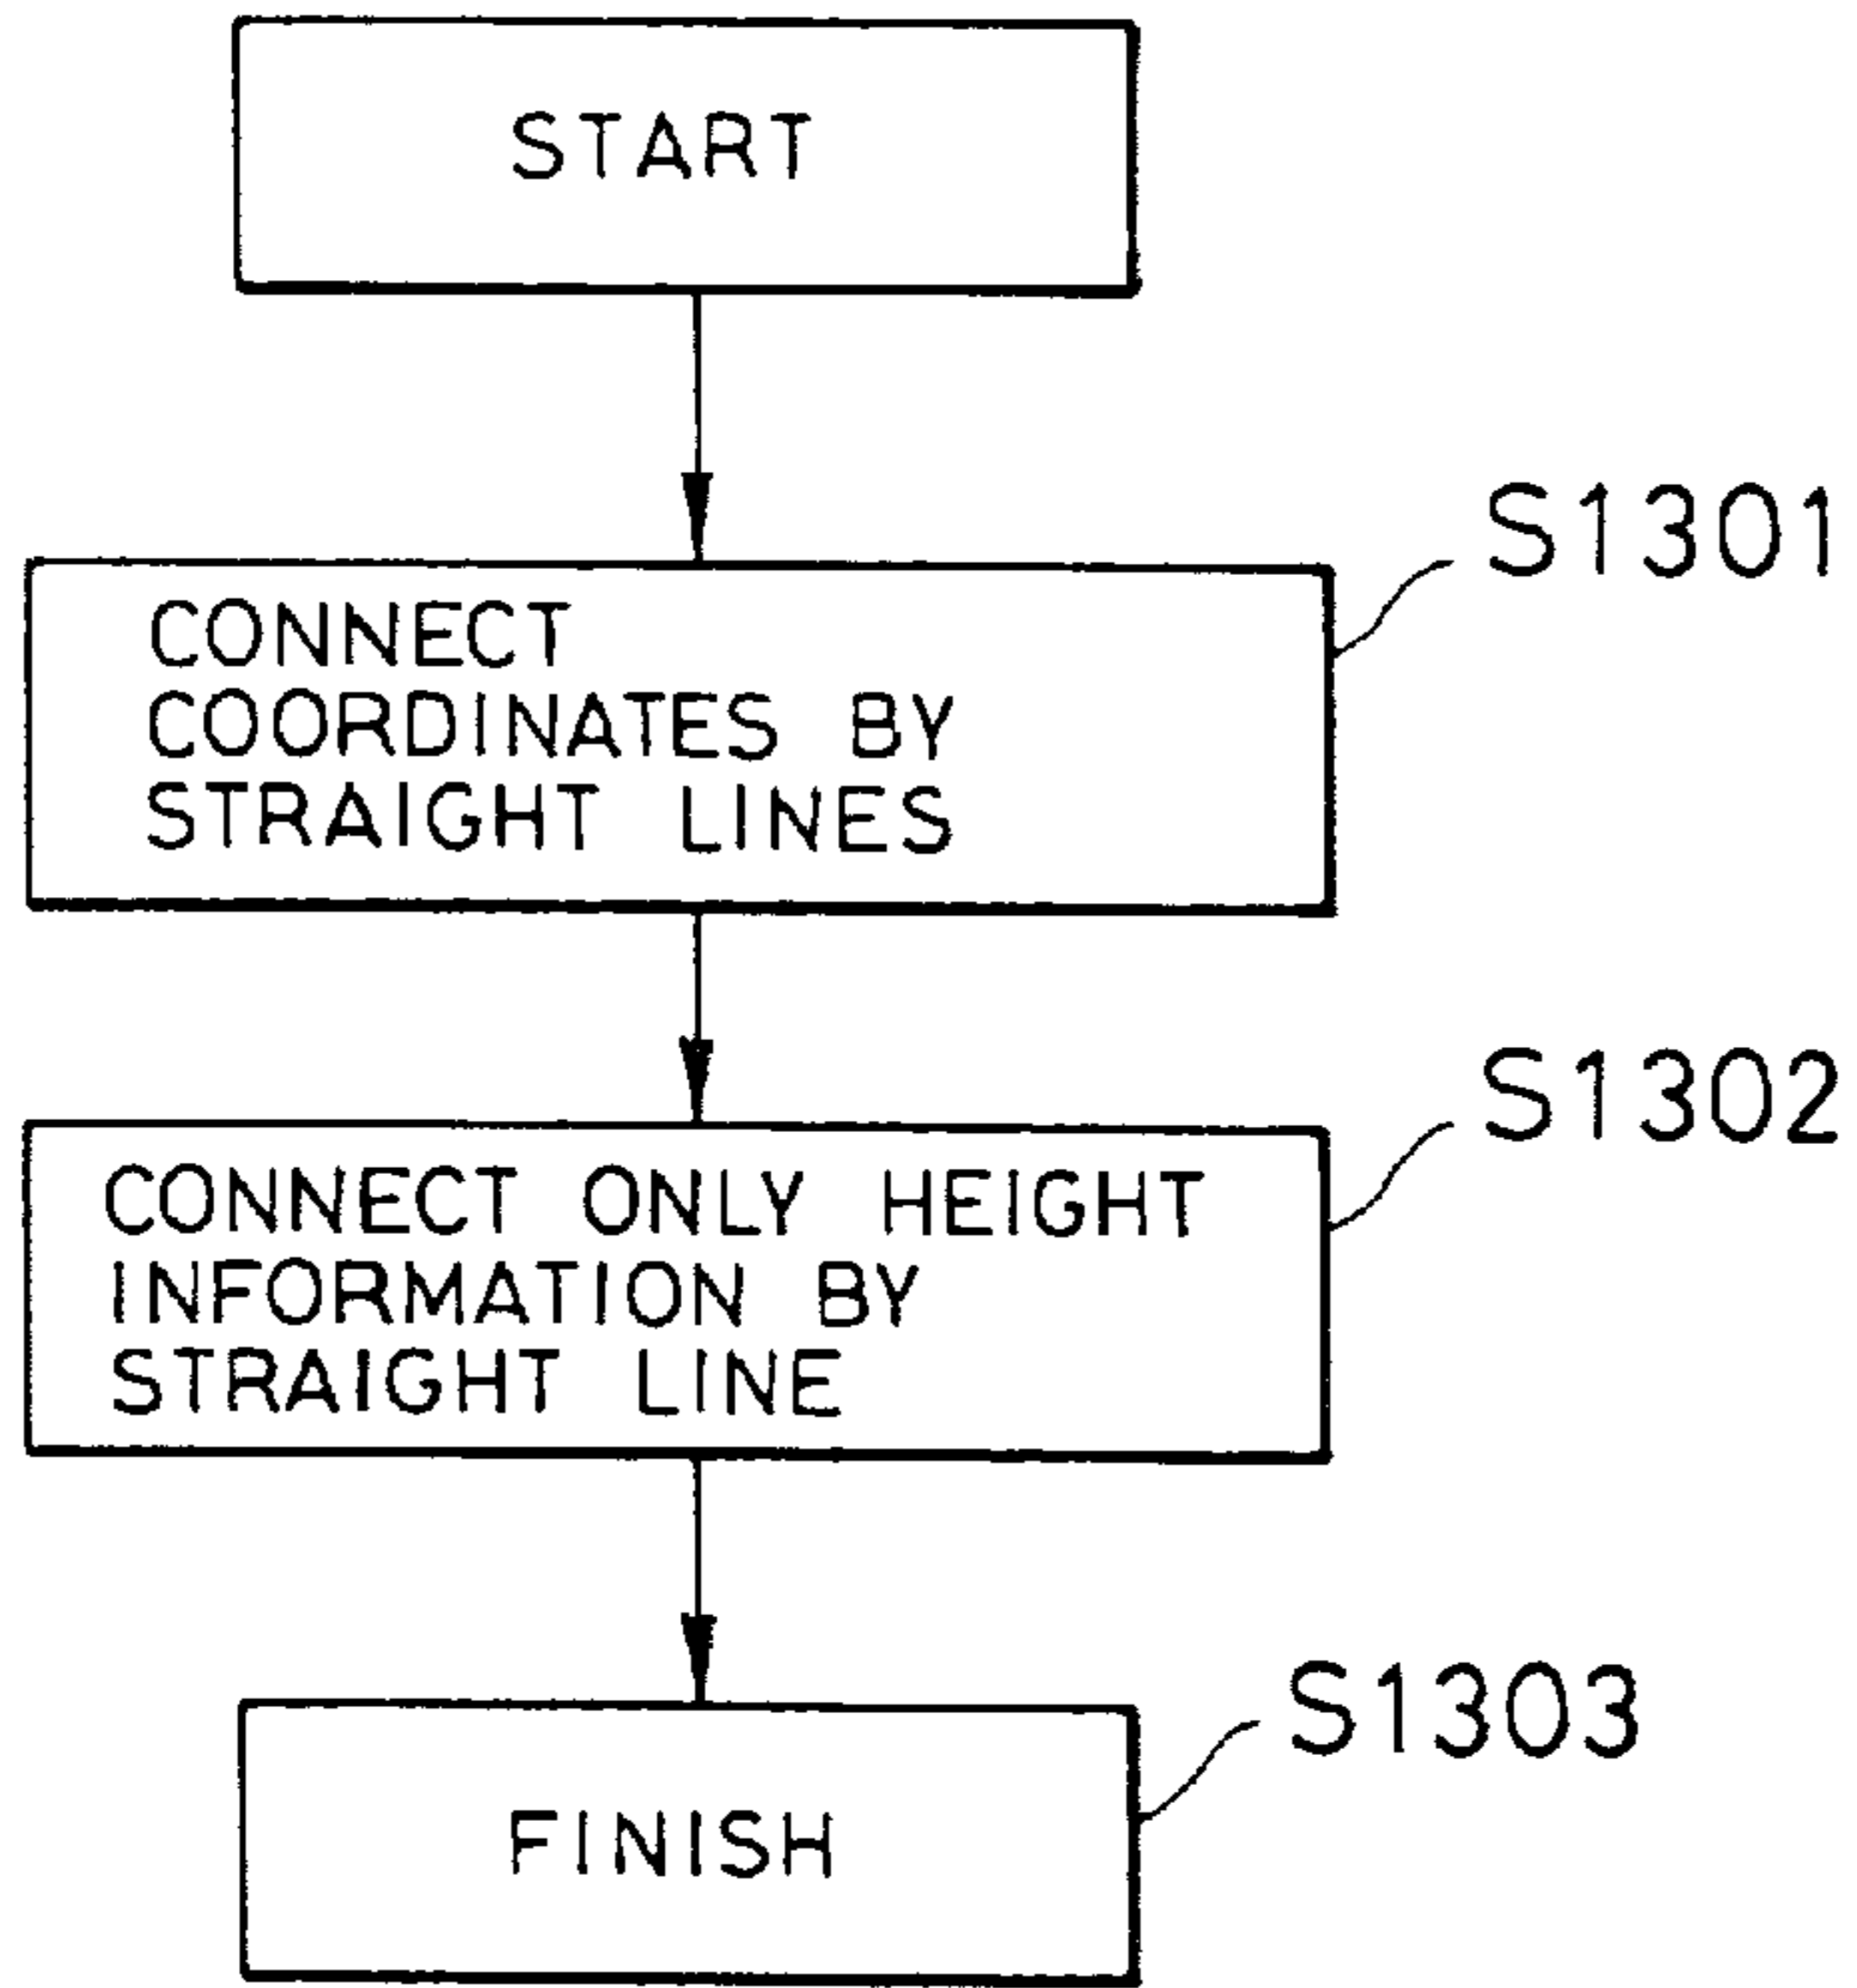 START
S1301
CONNECT
COORDINATES BY
STRAIGHT LINES
S1302
CONNECT ONLY HEIGHT
INFORMATION BY
STRAIGHT LINE
S1303
FINISH